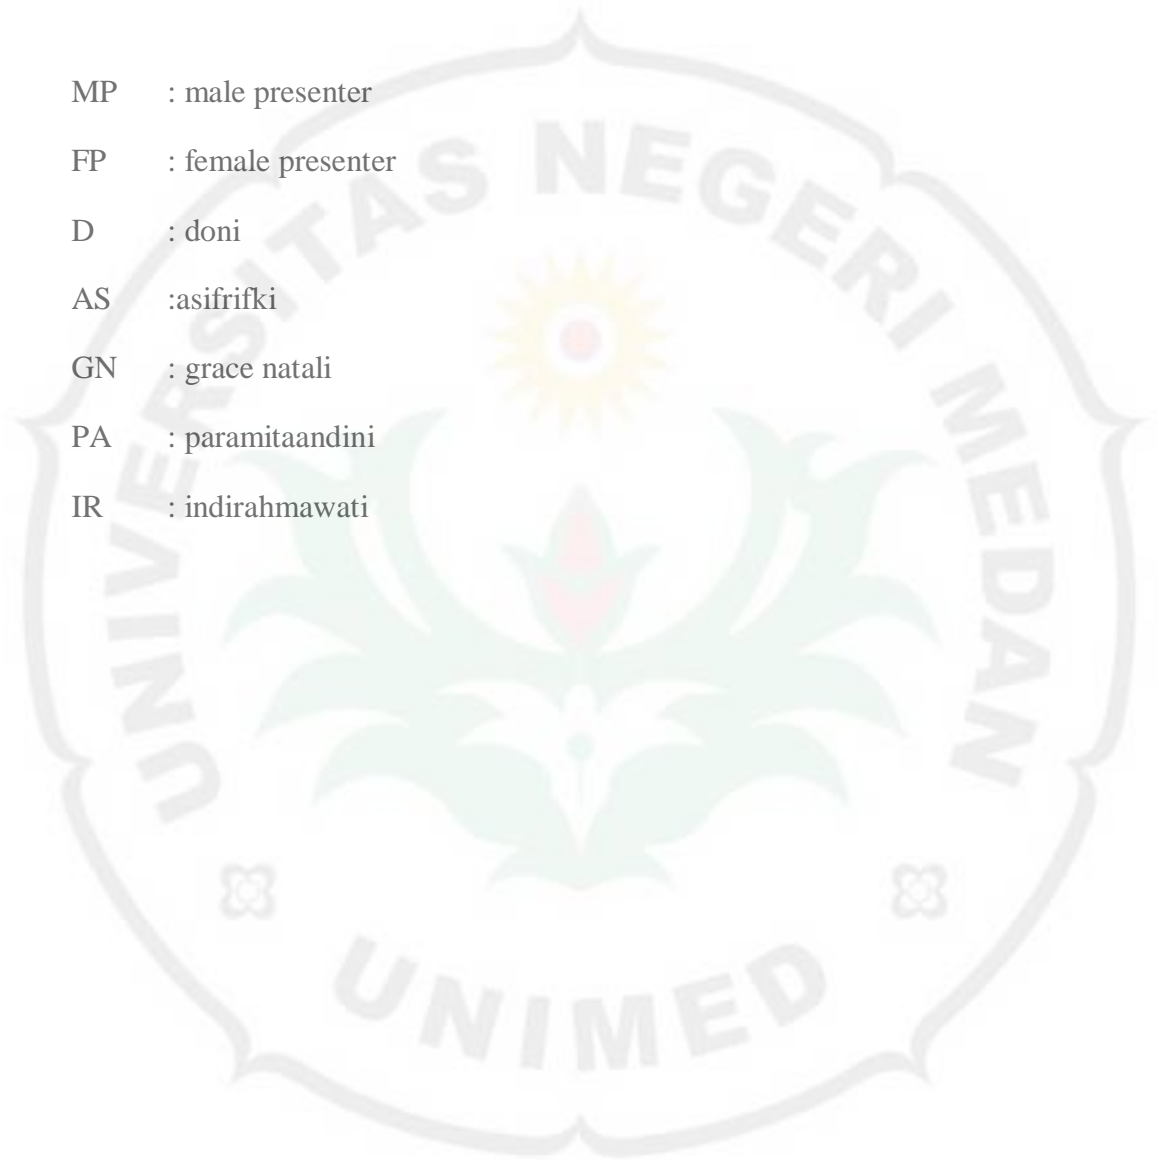 MP : male presenter
FP : female presenter
D : doni
AS :asifrifki
GN : grace natali
PA : paramitaandini
IR : indirahmawati
UNIVERSITAS NEGERI MEDAN
UNIMED